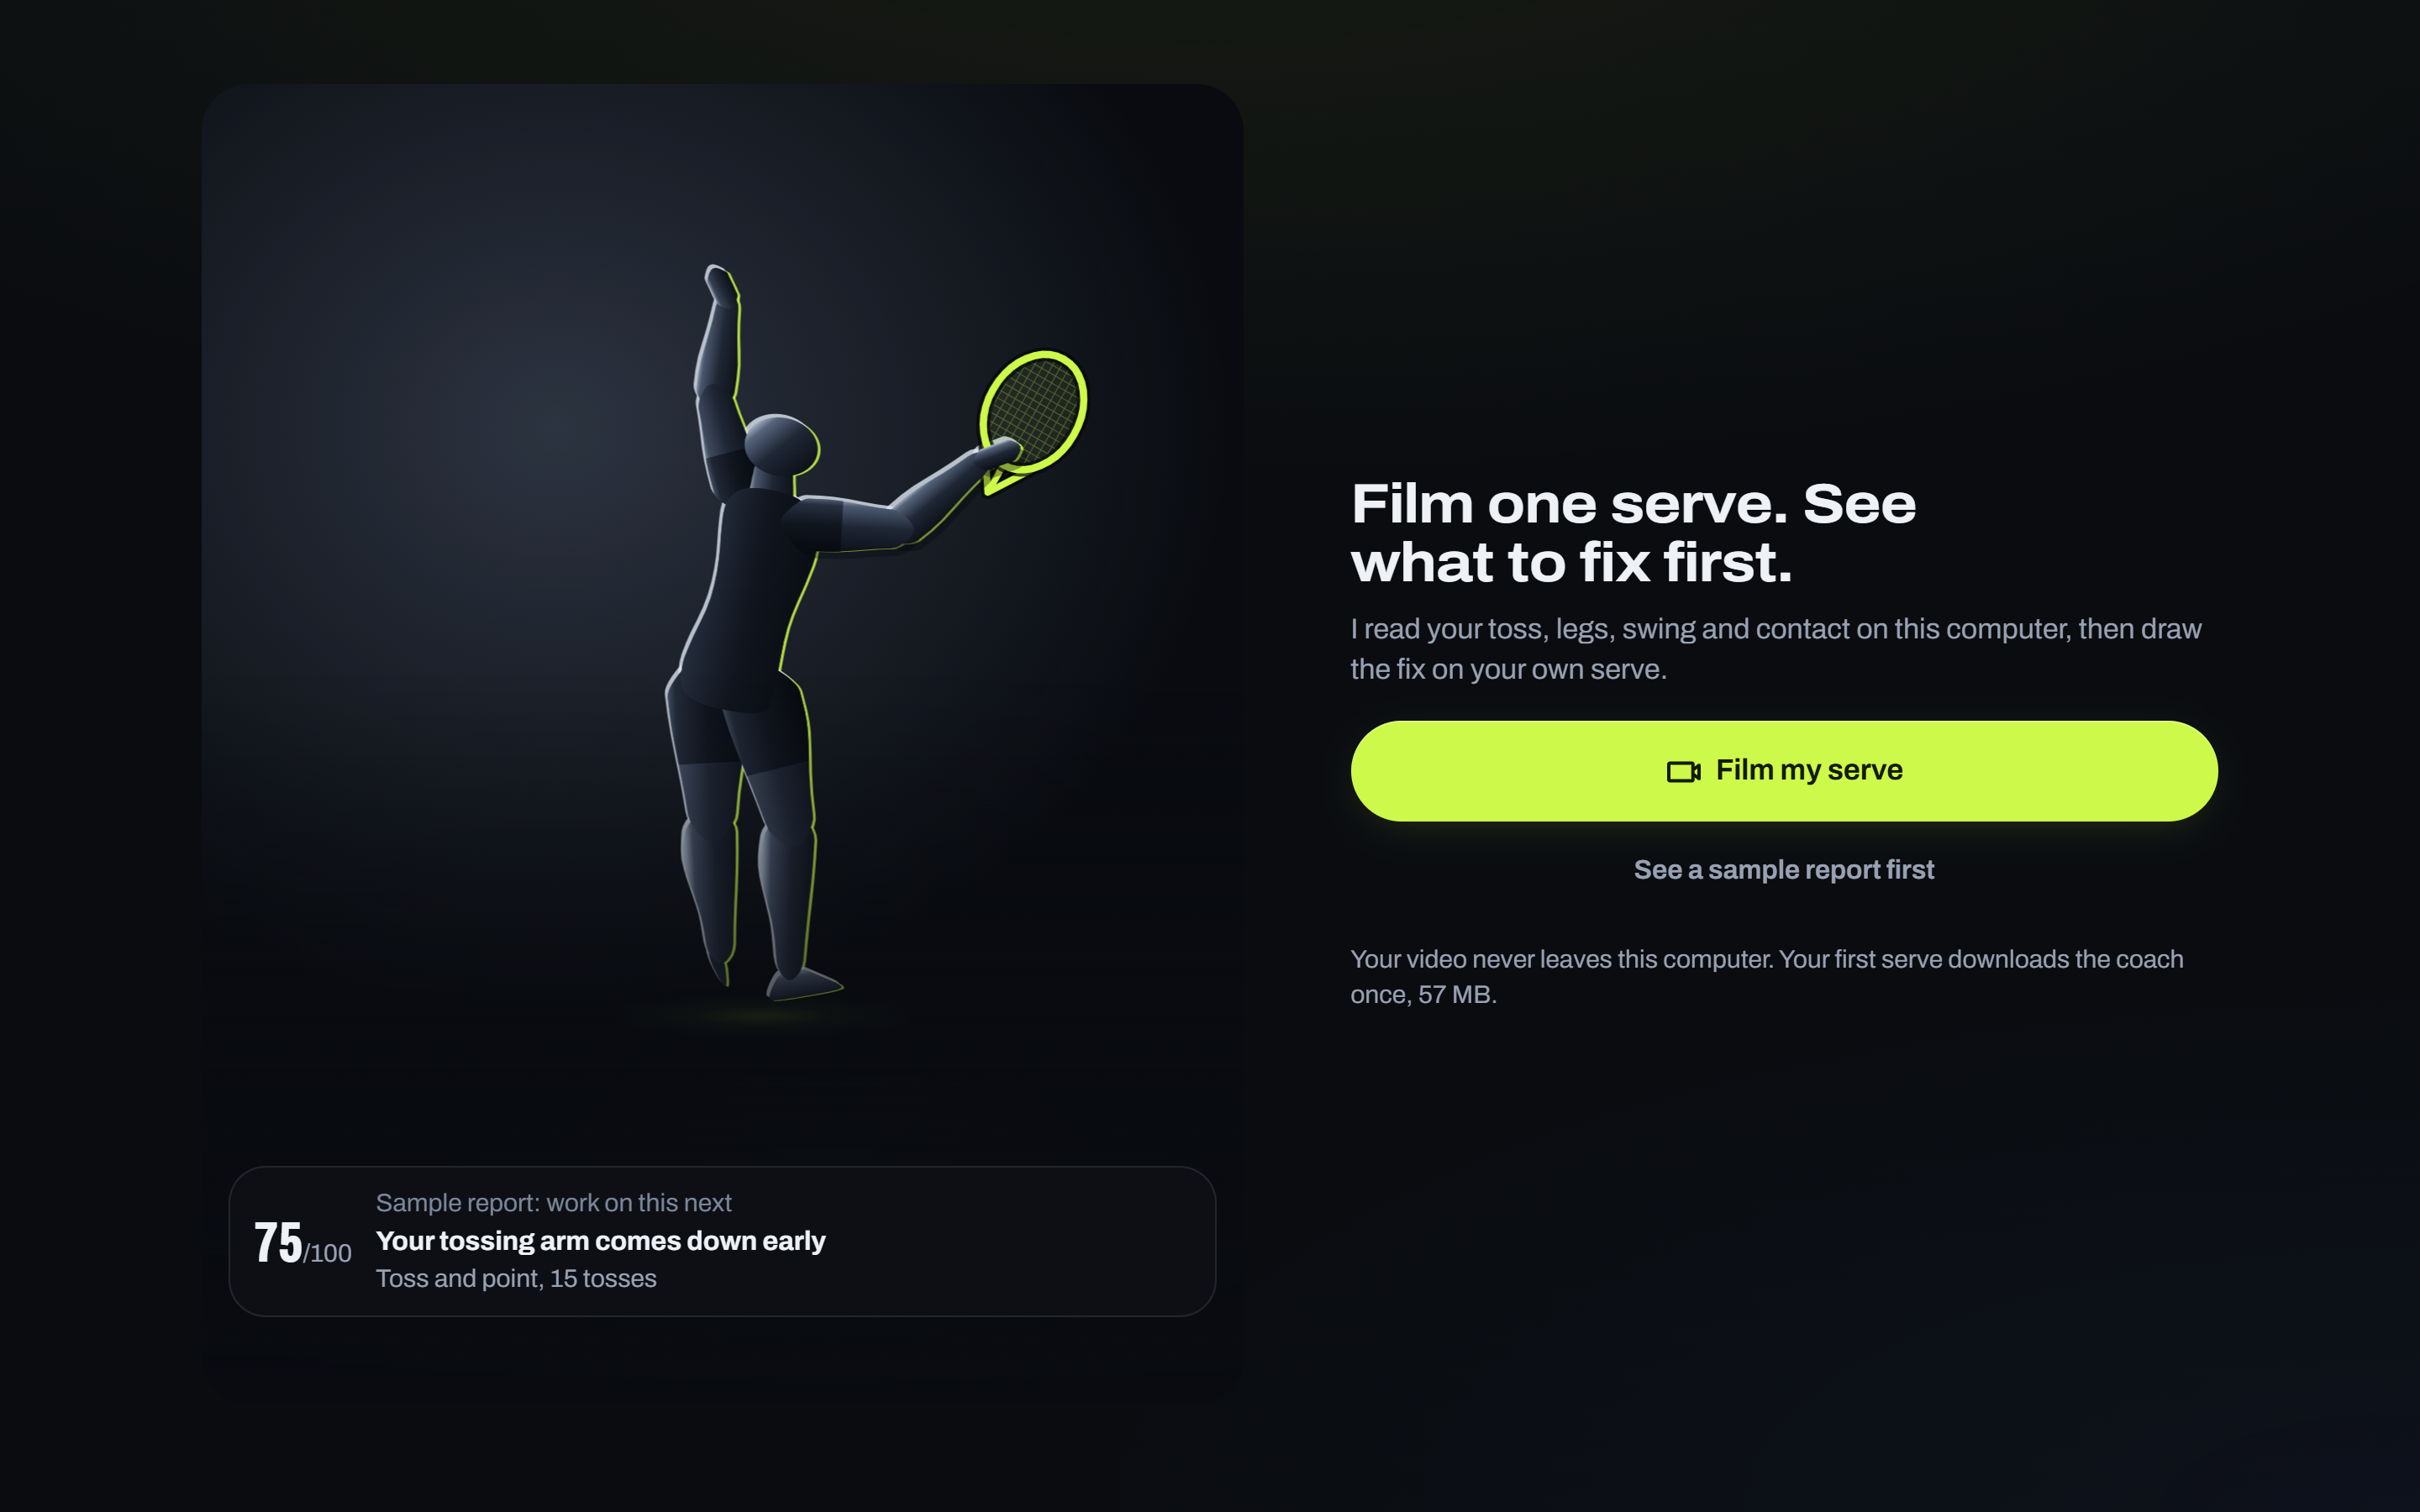 Film one serve. See
what to fix first.
I read your toss, legs, swing and contact on this computer, then draw
the fix on your own serve.
Film my serve
See a sample report first
Your video never leaves this computer. Your first serve downloads the coach
once, 57 MB.
75/100
Sample report: work on this next
Your tossing arm comes down early
Toss and point, 15 tosses